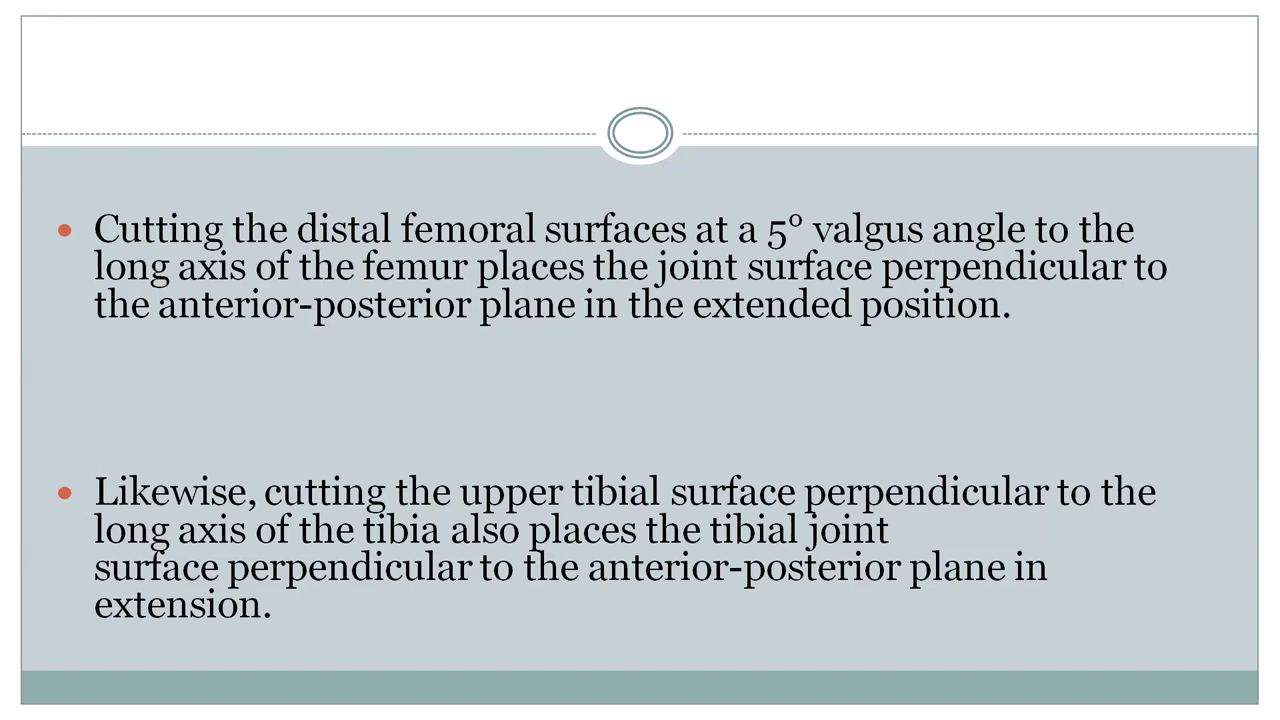 • Cutting the distal femoral surfaces at a 5° valgus angle to the
long axis of the femur places the joint surface perpendicular to
the anterior-posterior plane in the extended position.
• Likewise, cutting the upper tibial surface perpendicular to the
long axis of the tibia also places the tibial joint
surface perpendicular to the anterior-posterior plane in
extension.